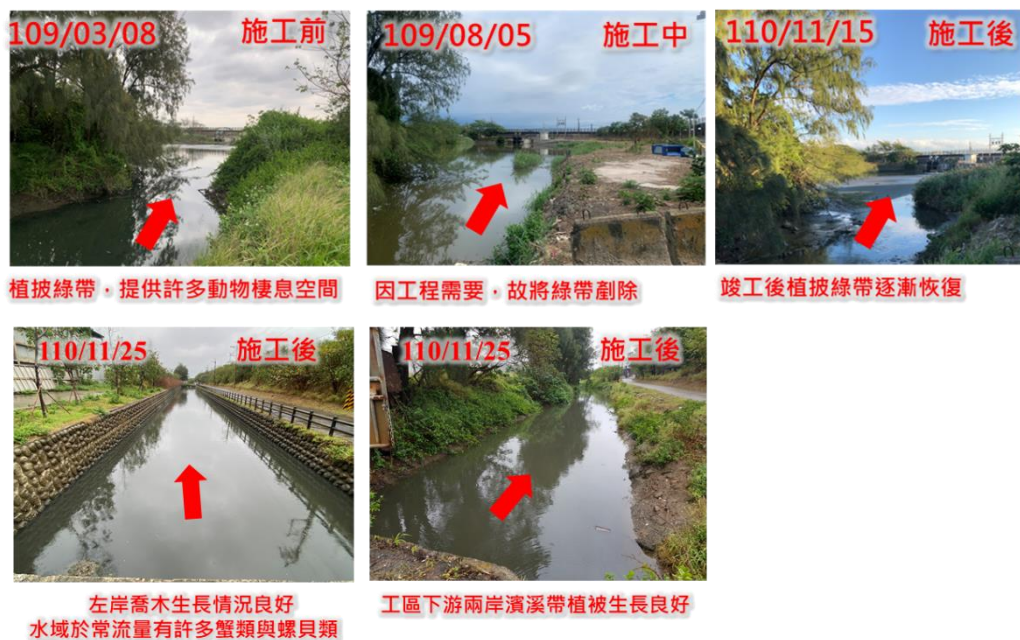 109/03/08 施工前
109/08/05 施工中
110/11/15 施工後
植披綠帶，提供許多動物棲息空間
因工程需要，故將綠帶剷除
竣工後植披綠帶逐漸恢復
110/11/25 施工後
110/11/25 施工後
左岸喬木生長情況良好
水域於常流量有許多蟹類與螺貝類
工區下游兩岸濱溪帶植被生長良好